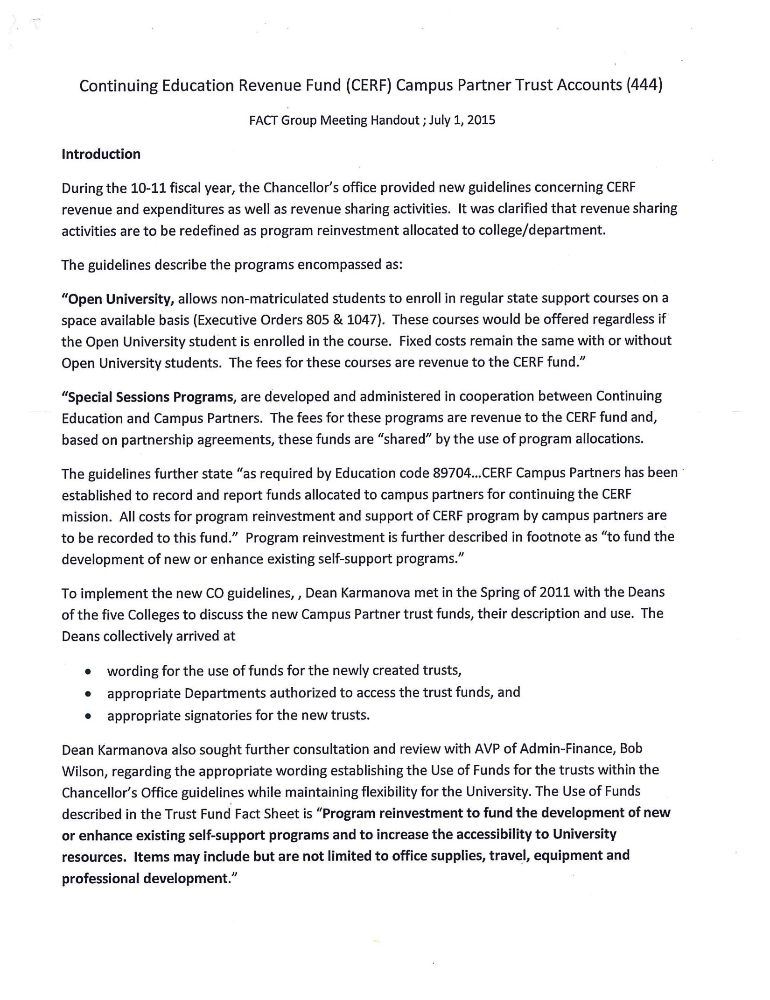 Continuing Education Revenue Fund (CERF) Campus Partner Trust Accounts (444)
FACT Group Meeting Handout ; July 1, 2015
Introduction
During the 10-11 fiscal year, the Chancellor's office provided new guidelines concerning CERF
revenue and expenditures as well as revenue sharing activities.  It was clarified that revenue sharing
activities are to be redefined as program reinvestment allocated to college/department.
The guidelines describe the programs encompassed as:
“Open University, allows non-matriculated students to enroll in regular state support courses on a
space available basis (Executive Orders 805 & 1047).  These courses would be offered regardless if
the Open University student is enrolled in the course.  Fixed costs remain the same with or without
Open University students.  The fees for these courses are revenue to the CERF fund.”
“Special Sessions Programs, are developed and administered in cooperation between Continuing
Education and Campus Partners.  The fees for these programs are revenue to the CERF fund and,
based on partnership agreements, these funds are “shared” by the use of program allocations.
The guidelines further state “as required by Education code 89704...CERF Campus Partners has been
established to record and report funds allocated to campus partners for continuing the CERF
mission.  All costs for program reinvestment and support of CERF program by campus partners are
to be recorded to this fund.”  Program reinvestment is further described in footnote as “to fund the
development of new or enhance existing self-support programs.”
To implement the new CO guidelines, , Dean Karmanova met in the Spring of 2011 with the Deans
of the five Colleges to discuss the new Campus Partner trust funds, their description and use.  The
Deans collectively arrived at
• wording for the use of funds for the newly created trusts,
• appropriate Departments authorized to access the trust funds, and
• appropriate signatories for the new trusts.
Dean Karmanova also sought further consultation and review with AVP of Admin-Finance, Bob
Wilson, regarding the appropriate wording establishing the Use of Funds for the trusts within the
Chancellor's Office guidelines while maintaining flexibility for the University. The Use of Funds
described in the Trust Fund Fact Sheet is “Program reinvestment to fund the development of new
or enhance existing self-support programs and to increase the accessibility to University
resources.  Items may include but are not limited to office supplies, travel, equipment and
professional development.”